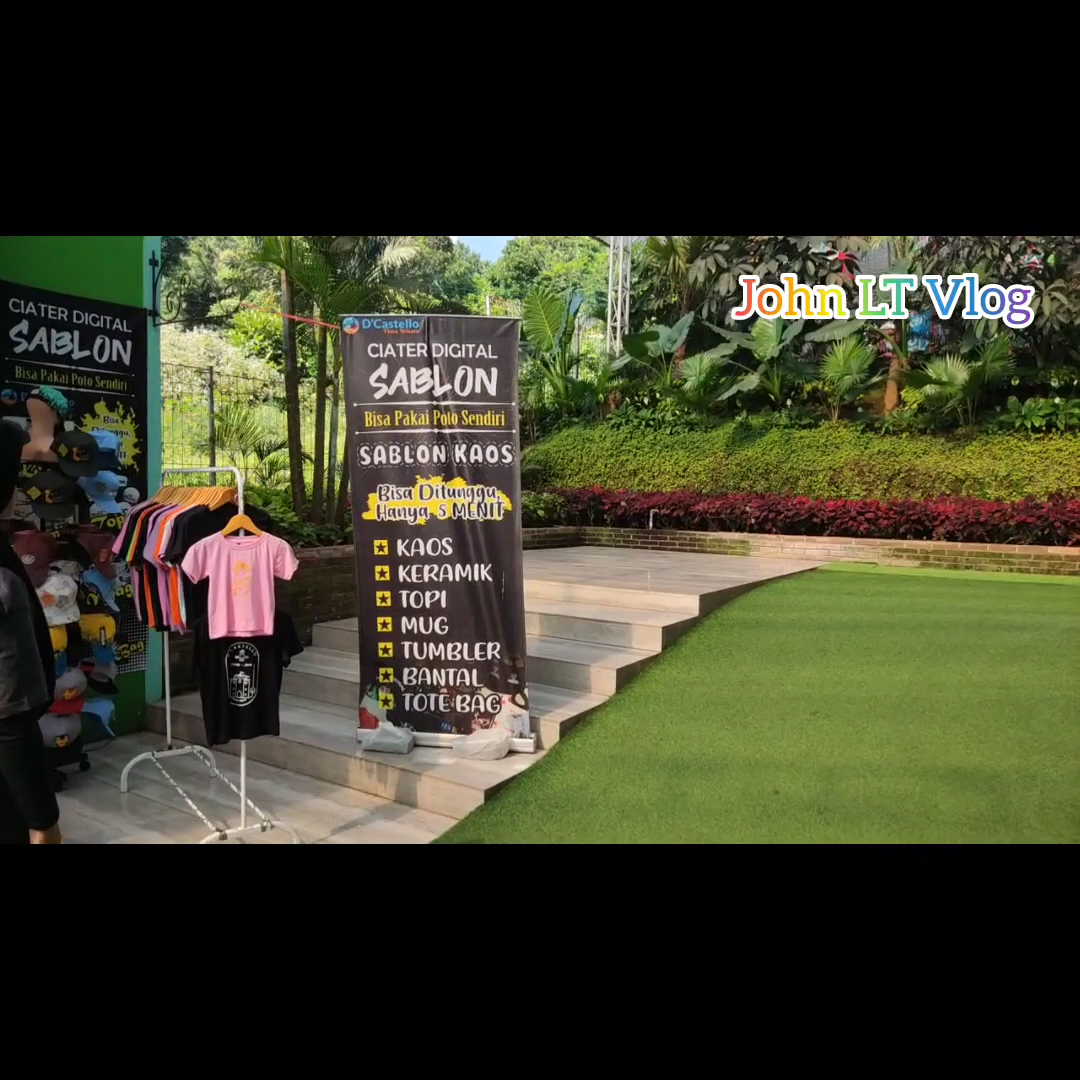 John LT Vlog
CIATER DIGITAL
SABLON
Bisa Pakai Poto Sendiri
D'Castello
CIATER DIGITAL
SABLON
Bisa Pakai Poto Sendiri
SABLON KAOS
Bisa Ditunggu
Hanya 5 MENIT
KAOS
KERAMIK
TOPI
MUG
TUMBLER
BANTAL
TOTE BAG